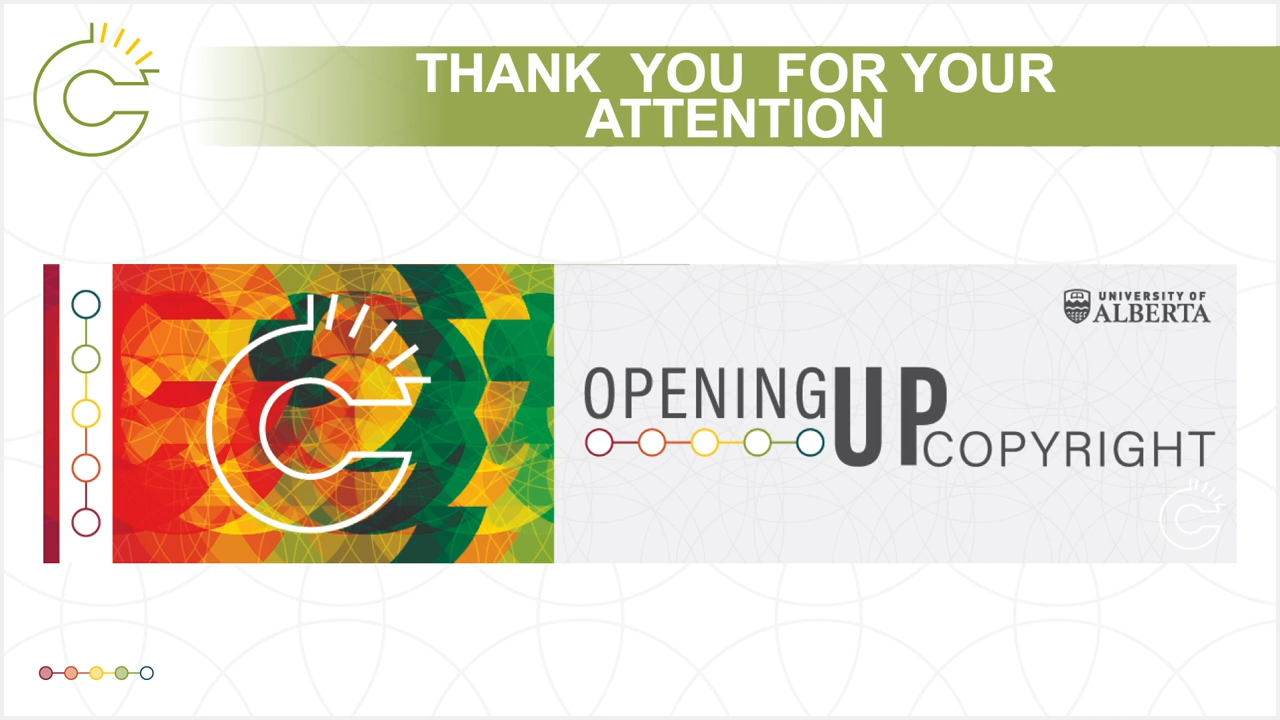 THANK YOU FOR YOUR
ATTENTION
UNIVERSITY OF
ALBERTA
OPENING UP
COPYRIGHT